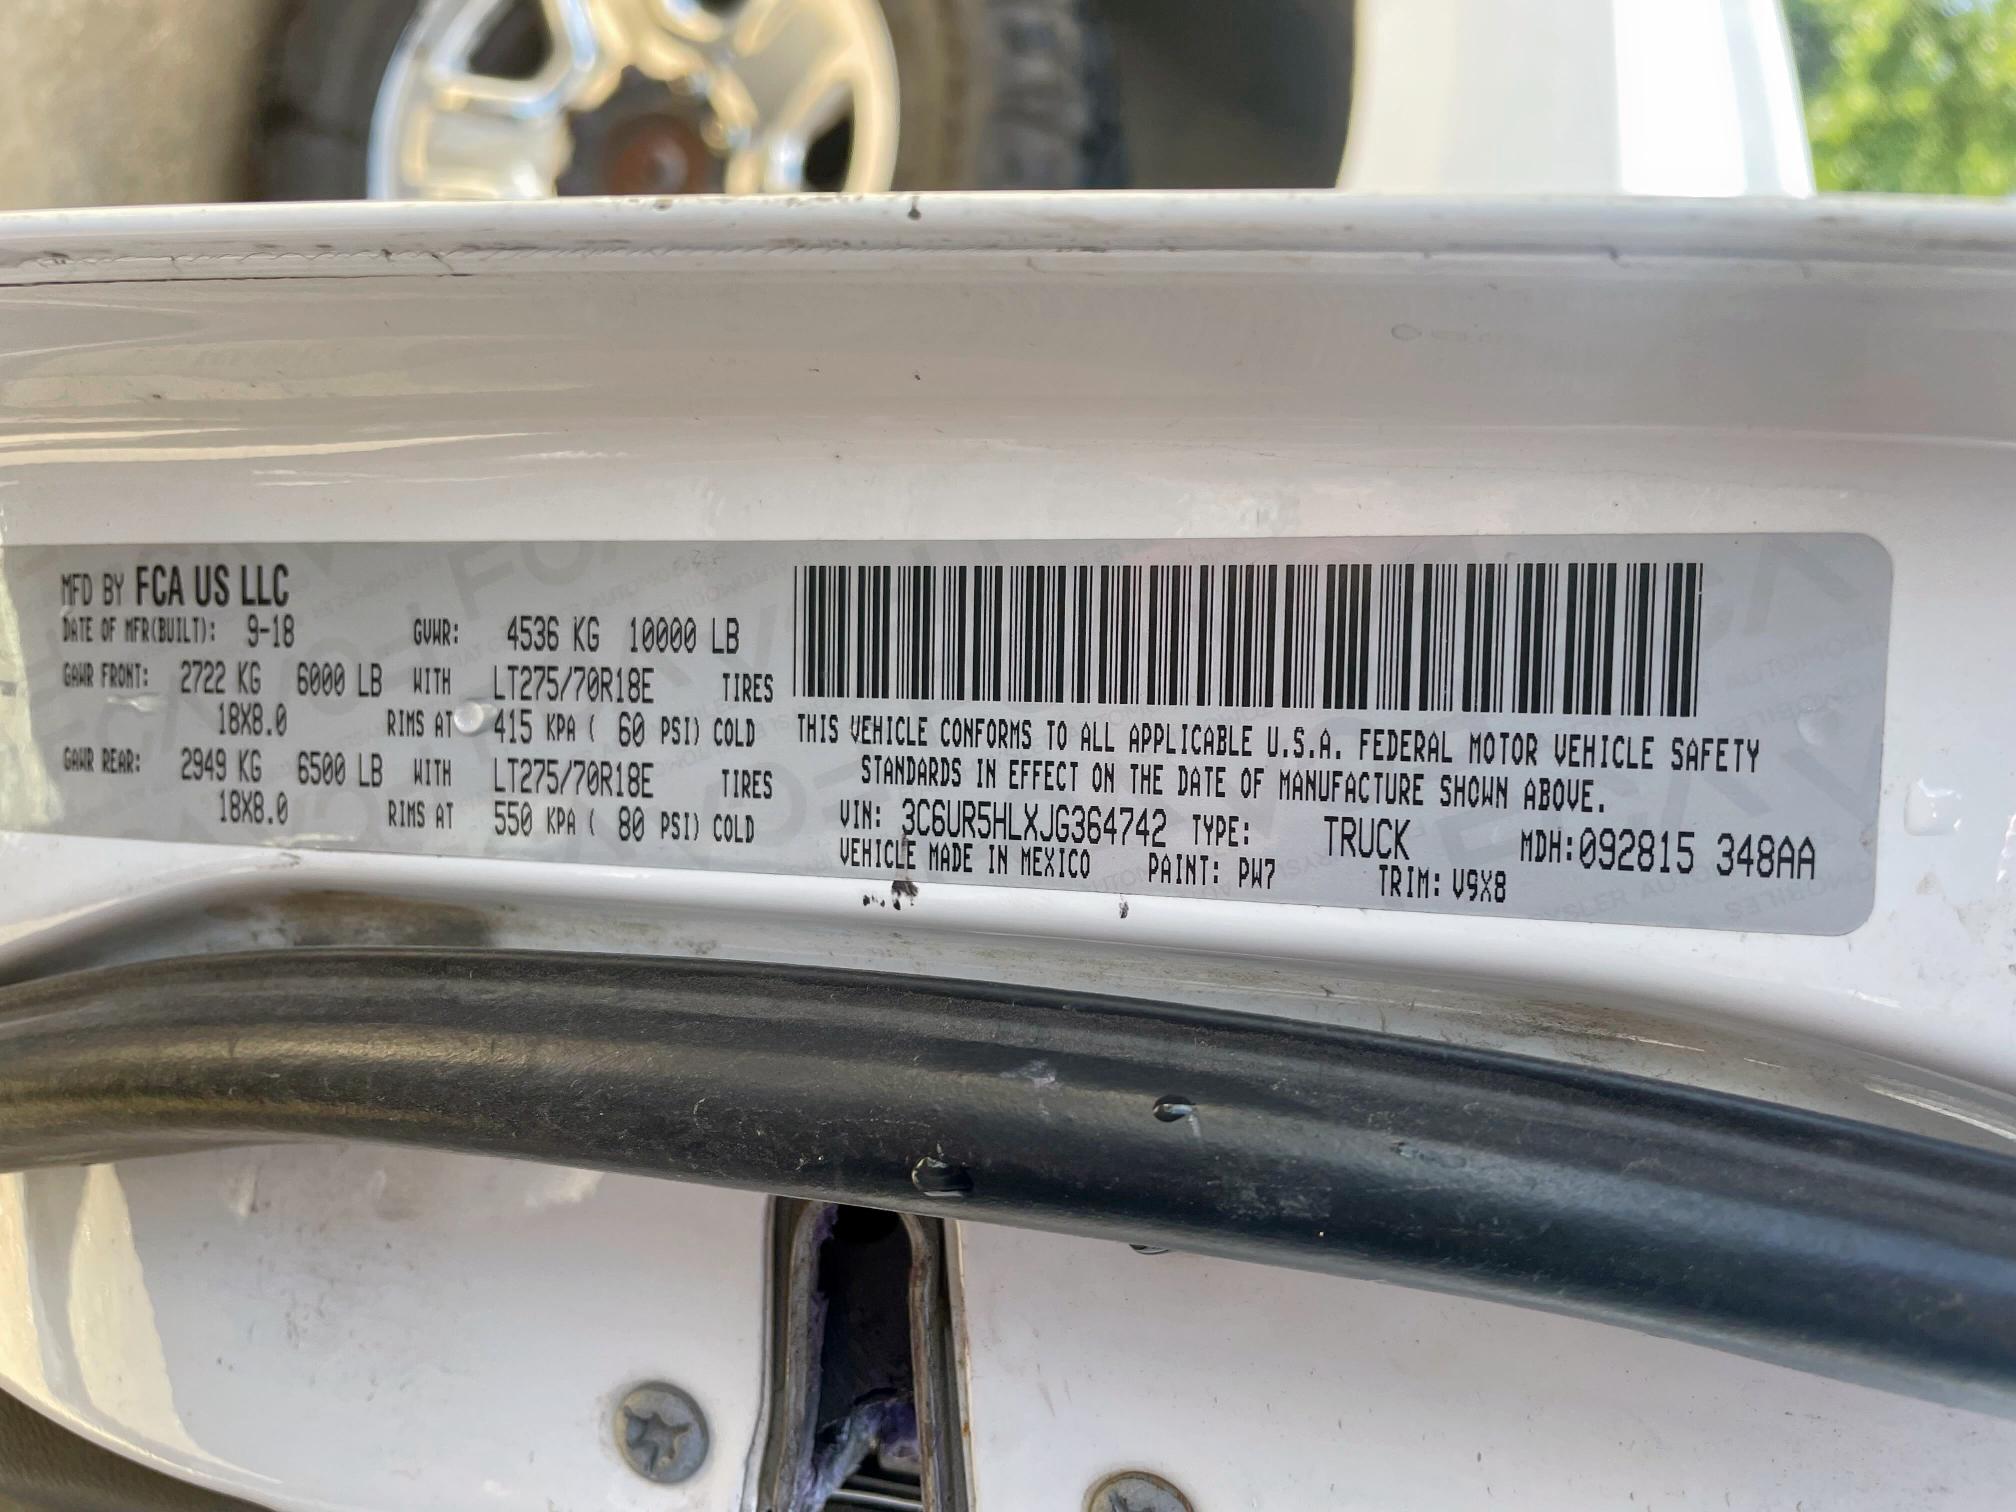 MFD BY FCA US LLC
DATE OF MFR(BUILT): 9-18 GVWR: 4536 KG 10000 LB
GAWR FRONT: 2722 KG 6000 LB WITH LT275/70R18E TIRES
18X8.0 RIMS AT 415 KPA ( 60 PSI) COLD
GAWR REAR: 2949 KG 6500 LB WITH LT275/70R18E TIRES
18X8.0 RIMS AT 550 KPA ( 80 PSI) COLD
THIS VEHICLE CONFORMS TO ALL APPLICABLE U.S.A. FEDERAL MOTOR VEHICLE SAFETY
STANDARDS IN EFFECT ON THE DATE OF MANUFACTURE SHOWN ABOVE.
VIN: 3C6UR5HLXJG364742 TYPE: TRUCK MDH:092815 348AA
VEHICLE MADE IN MEXICO PAINT: PW7 TRIM: V9X8